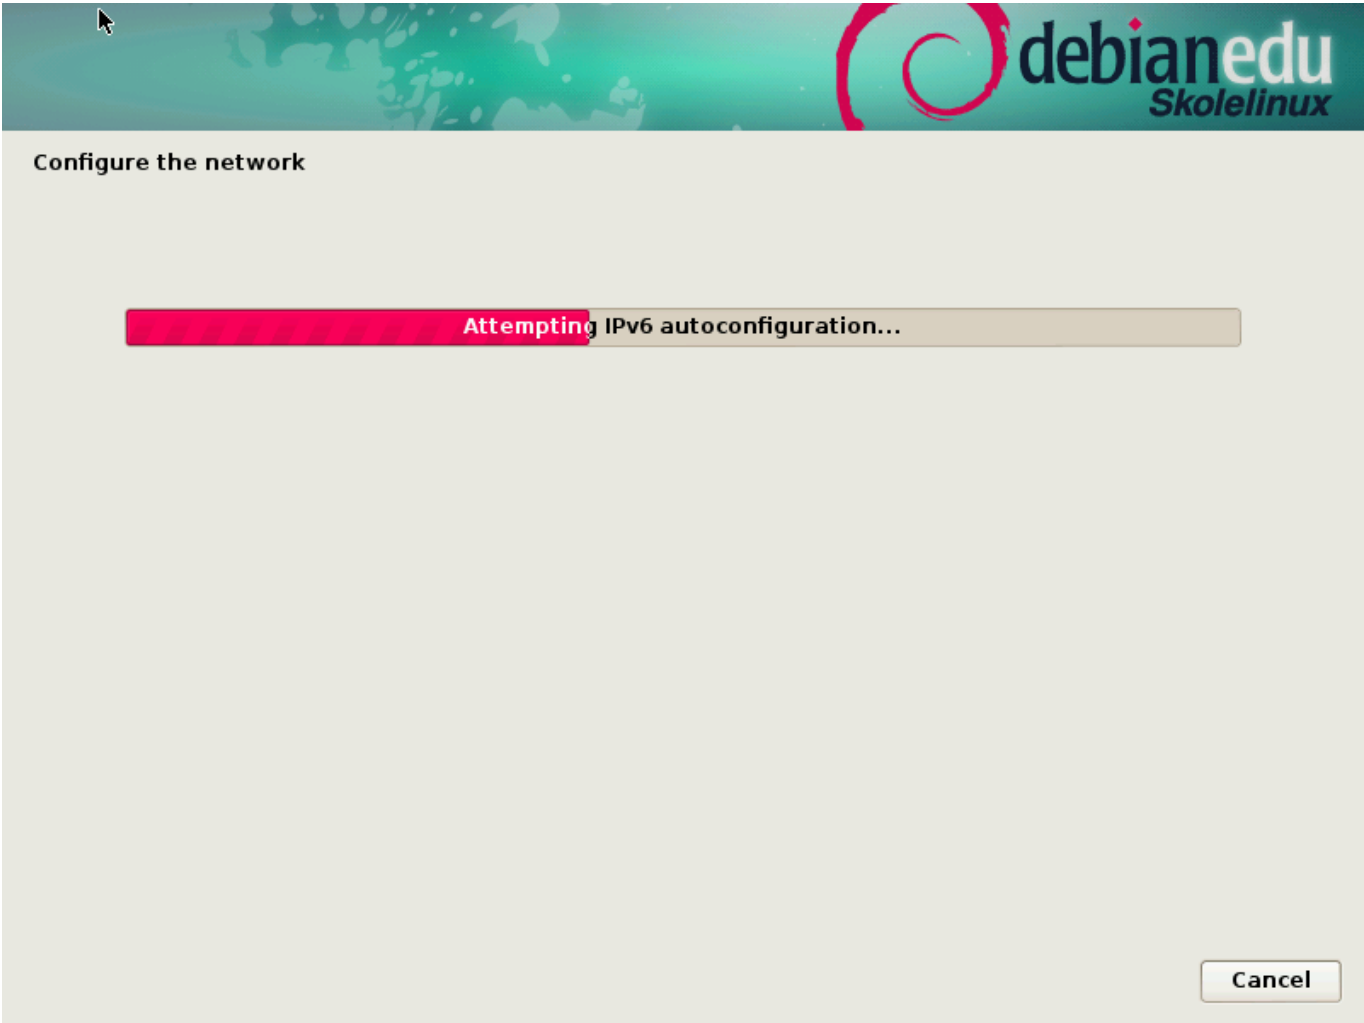 debianedu
Skolelinux
Configure the network
Attempting IPv6 autoconfiguration...
Cancel